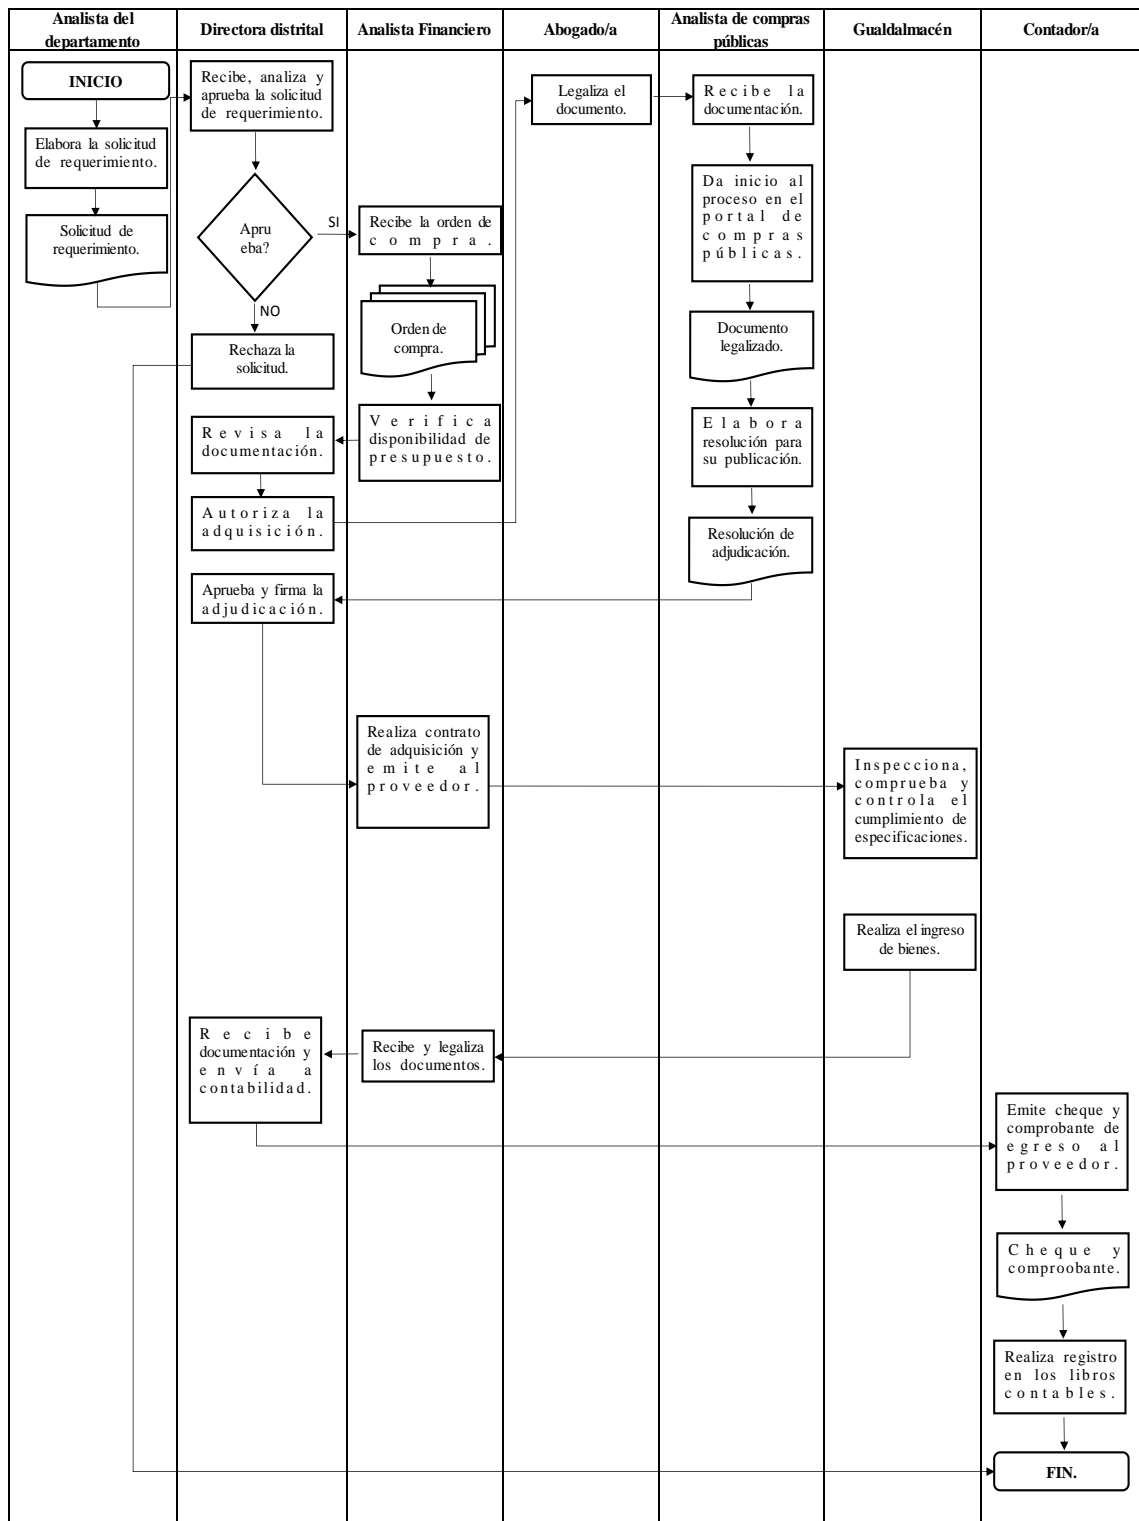 Analista del
departamento
Directora distrital
Analista Financiero
Abogado/a
Analista de compras
públicas
Gualdalmacén
Contador/a
INICIO
Elabora la solicitud
de requerimiento.
Solicitud de
requerimiento.
Recibe, analiza y
aprueba la solicitud
de requerimiento.
Apru
eba?
SI
NO
Rechaza la
solicitud.
Recibe la orden de
compra.
Orden de
compra.
Verifica
disponibilidad de
presupuesto.
Revisa la
documentación.
Autoriza la
adquisición.
Legaliza el
documento.
Recibe la
documentación.
Da inicio al
proceso en el
portal de
compras
públicas.
Documento
legalizado.
Elabora
resolución para
su publicación.
Resolución de
adjudicación.
Aprueba y firma la
adjudicación.
Realiza contrato
de adquisición y
emite al
proveedor.
Inspecciona,
comprueba y
controla el
cumplimiento de
especificaciones.
Realiza el ingreso
de bienes.
Recibe y legaliza
los documentos.
Recibe
documentación y
envía a
contabilidad.
Emite cheque y
comprobante de
egreso al
proveedor.
Cheque y
comproobante.
Realiza registro
en los libros
contables.
FIN.